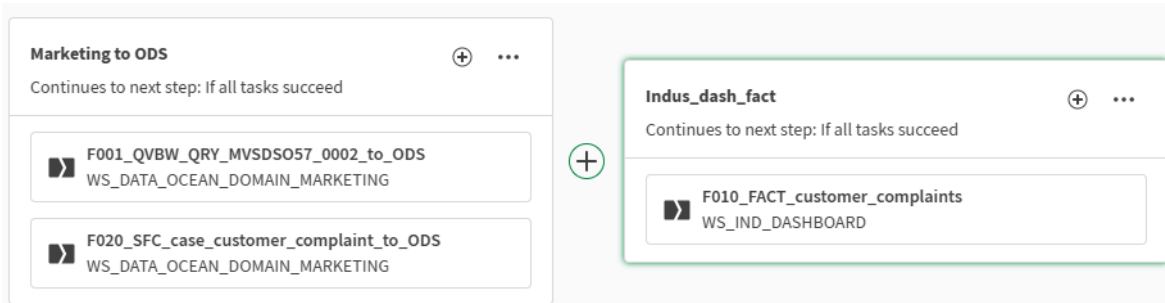 Marketing to ODS
Continues to next step: If all tasks succeed
F001_QVBW_QRY_MVSDSO57_0002_to_ODS
WS_DATA_OCEAN_DOMAIN_MARKETING
F020_SFC_case_customer_complaint_to_ODS
WS_DATA_OCEAN_DOMAIN_MARKETING
Indus_dash_fact
Continues to next step: If all tasks succeed
F010_FACT_customer_complaints
WS_IND_DASHBOARD